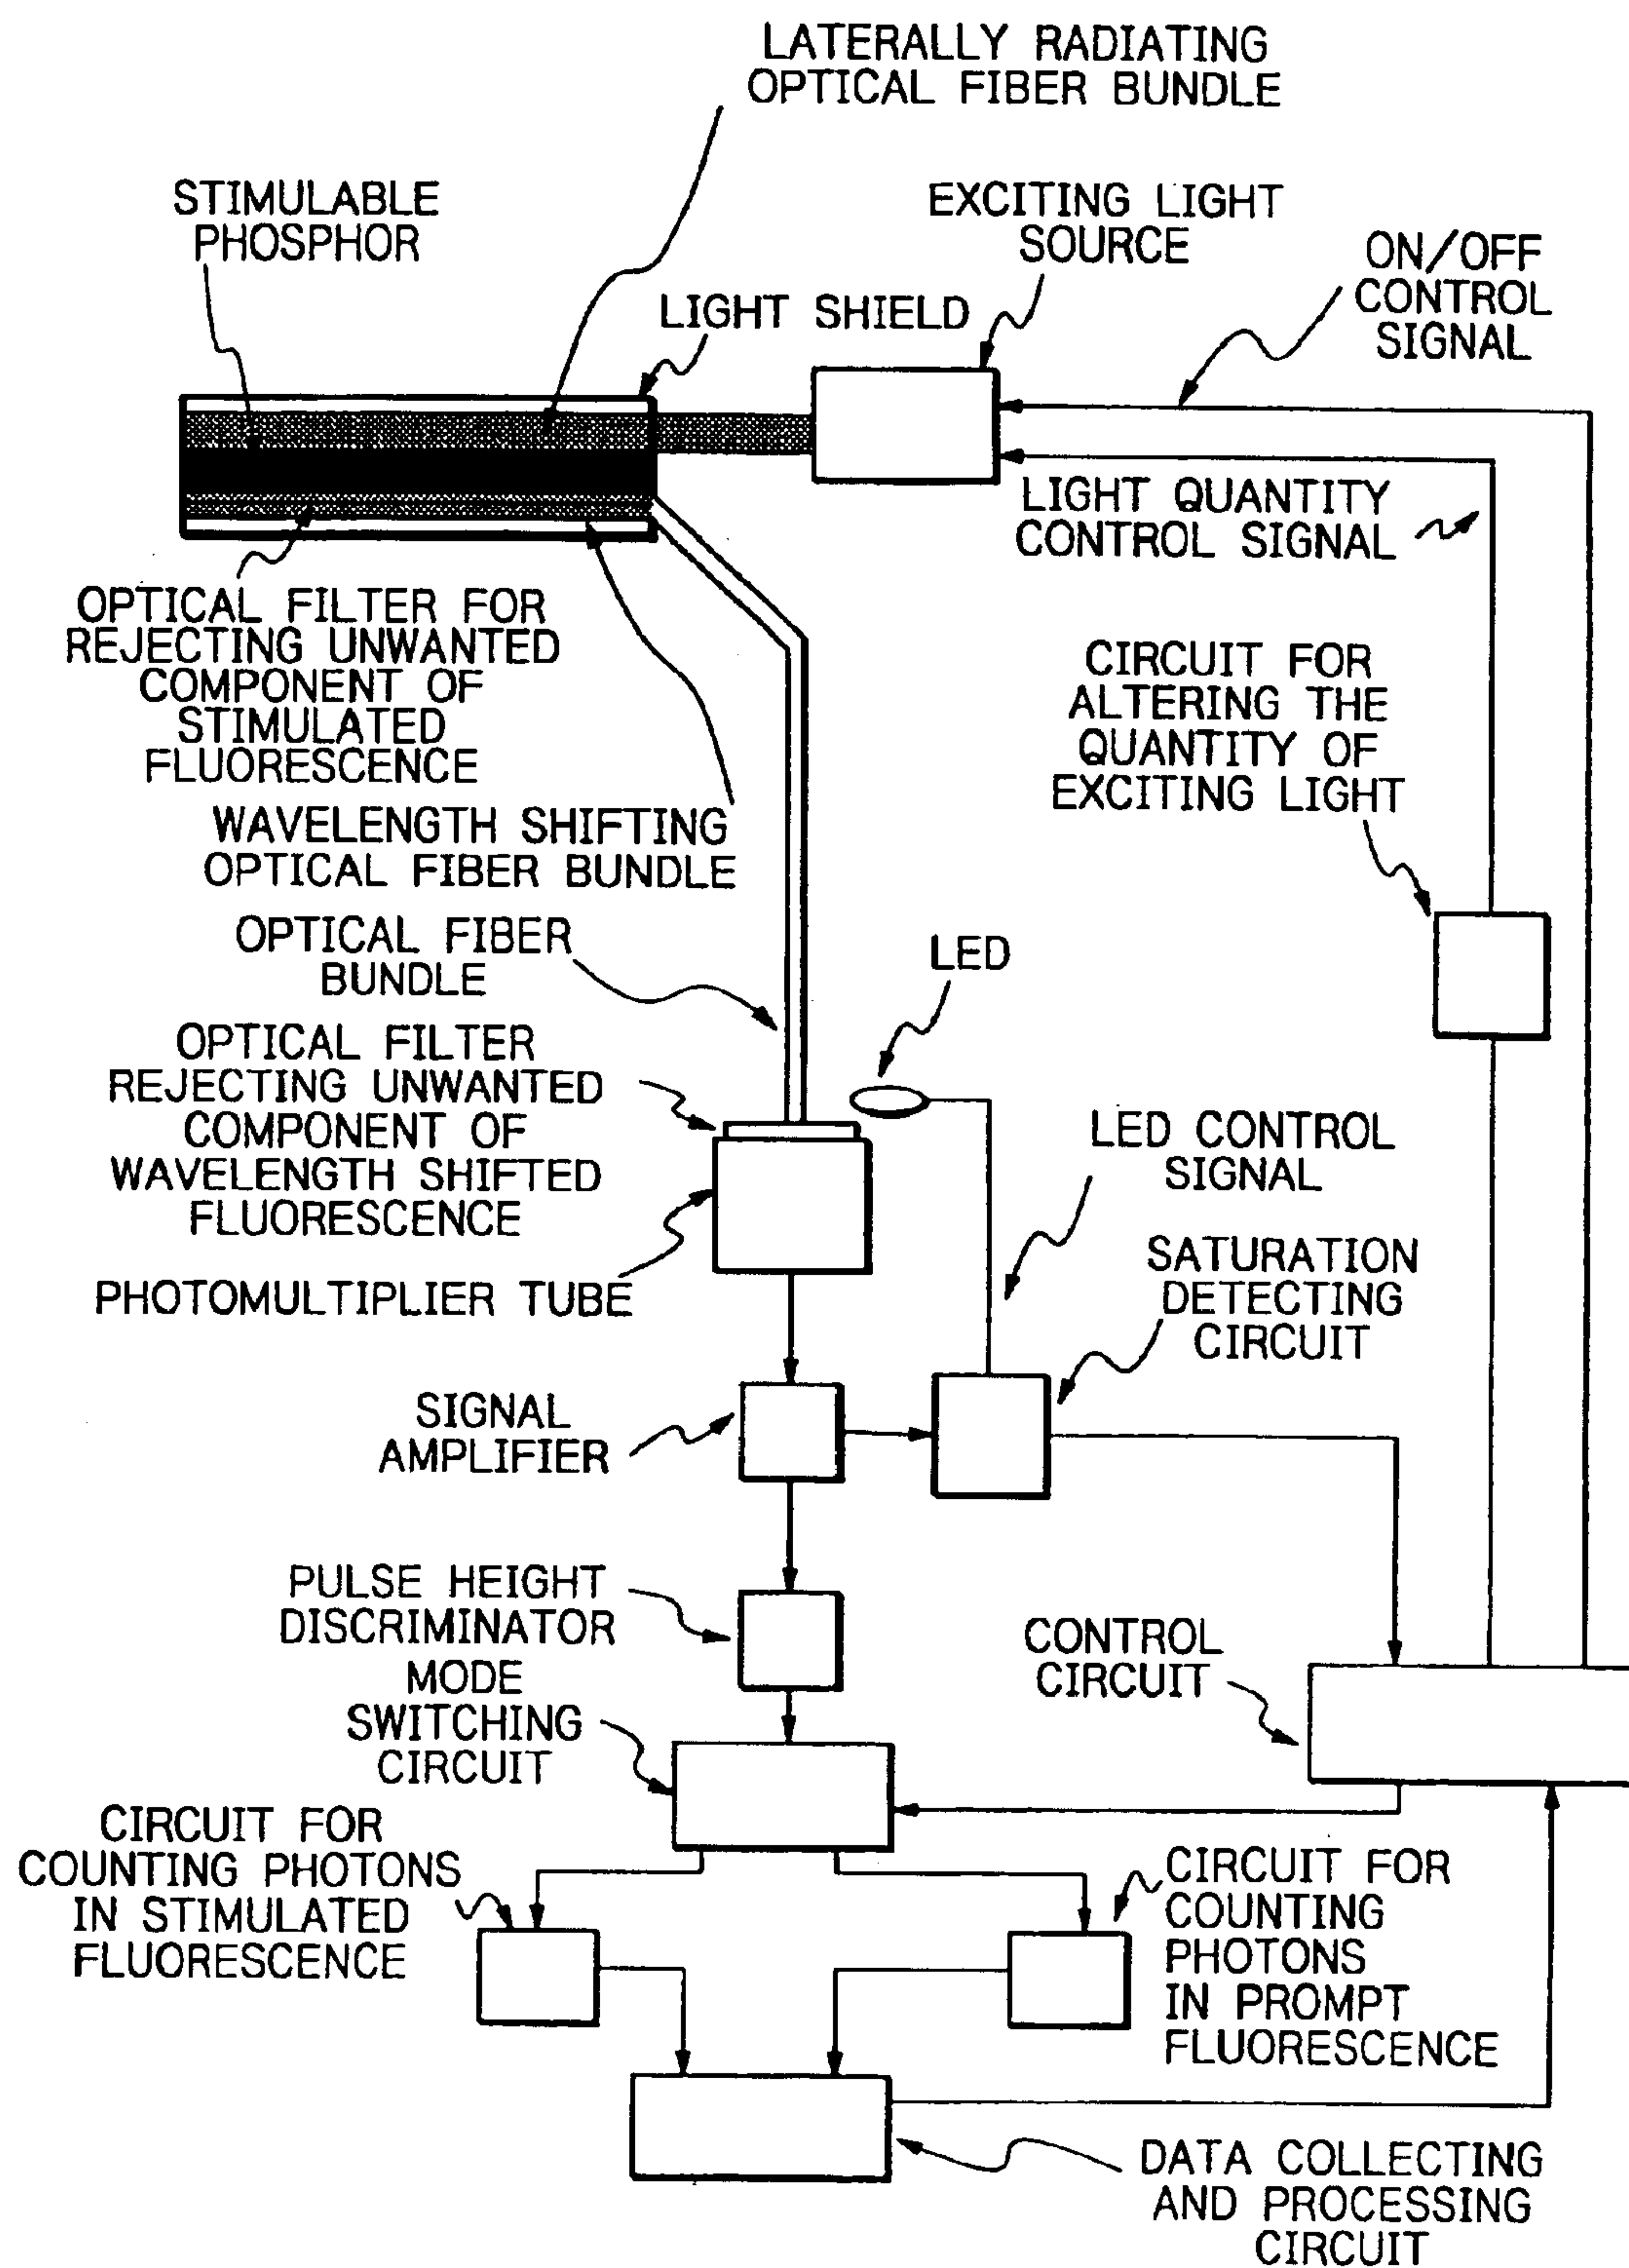 LATERALLY RADIATING
OPTICAL FIBER BUNDLE
STIMULABLE
PHOSPHOR
EXCITING LIGHT
SOURCE
ON/OFF
CONTROL
SIGNAL
LIGHT SHIELD
LIGHT QUANTITY
CONTROL SIGNAL
OPTICAL FILTER FOR
REJECTING UNWANTED
COMPONENT OF
STIMULATED
FLUORESCENCE
CIRCUIT FOR
ALTERING THE
QUANTITY OF
EXCITING LIGHT
WAVELENGTH SHIFTING
OPTICAL FIBER BUNDLE
OPTICAL FIBER
BUNDLE
LED
OPTICAL FILTER
REJECTING UNWANTED
COMPONENT OF
WAVELENGTH SHIFTED
FLUORESCENCE
LED CONTROL
SIGNAL
PHOTOMULTIPLIER TUBE
SATURATION
DETECTING
CIRCUIT
SIGNAL
AMPLIFIER
PULSE HEIGHT
DISCRIMINATOR
CONTROL
CIRCUIT
MODE
SWITCHING
CIRCUIT
CIRCUIT FOR
COUNTING PHOTONS
IN STIMULATED
FLUORESCENCE
CIRCUIT FOR
COUNTING
PHOTONS
IN PROMPT
FLUORESCENCE
DATA COLLECTING
AND PROCESSING
CIRCUIT